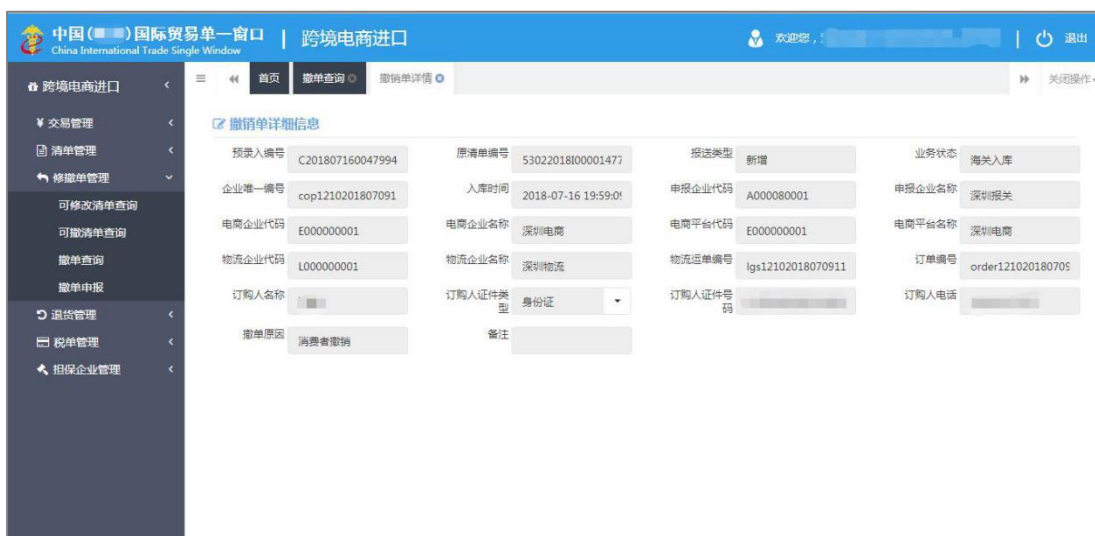 中国( )国际贸易单一窗口 | 跨境电商进口 欢迎您， | 退出
China International Trade Single Window
跨境电商进口 首页 撤单查询 撤销单详情 关闭操作
¥ 交易管理
清单管理
修撤单管理
可修改清单查询
可撤清单查询
撤单查询
撤单申报
退货管理
税单管理
担保企业管理
撤销单详细信息
预录入编号 C201807160047994 原清单编号 53022018I00001477 报送类型 新增 业务状态 海关入库
企业唯一编号 cop1210201807091 入库时间 2018-07-16 19:59:0 申报企业代码 A000080001 申报企业名称 深圳报关
电商企业代码 E000000001 电商企业名称 深圳电商 电商平台代码 E000000001 电商平台名称 深圳电商
物流企业代码 L000000001 物流企业名称 深圳物流 物流运单编号 lgs12102018070911 订单编号 order12102018070
订购人名称 订购人证件类型 身份证 订购人证件号码 订购人电话
撤单原因 消费者撤销 备注